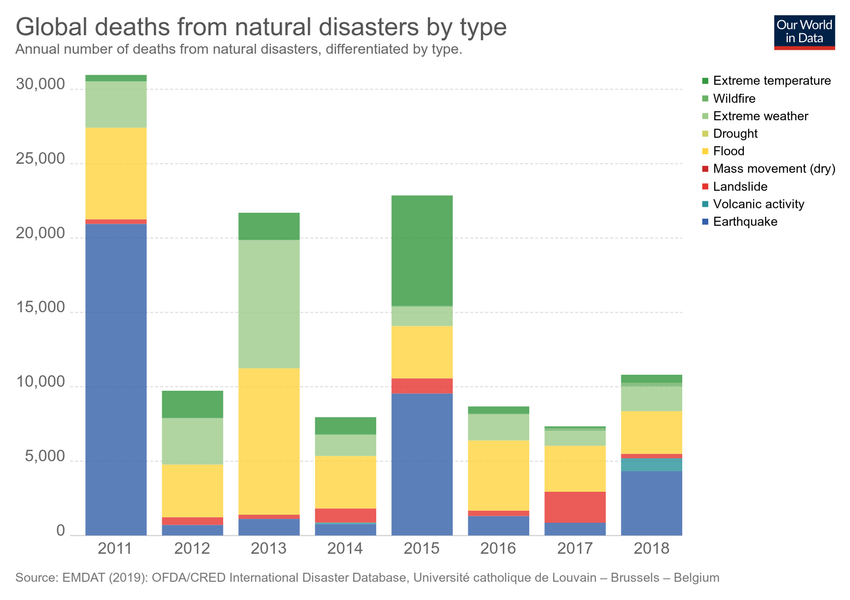 Global deaths from natural disasters by type
Annual number of deaths from natural disasters, differentiated by type.
Our World
in Data
30,000
25,000
20,000
15,000
10,000
5,000
0
2011
2012
2013
2014
2015
2016
2017
2018
Extreme temperature
Wildfire
Extreme weather
Drought
Flood
Mass movement (dry)
Landslide
Volcanic activity
Earthquake
Source: EMDAT (2019): OFDA/CRED International Disaster Database, Université catholique de Louvain – Brussels – Belgium